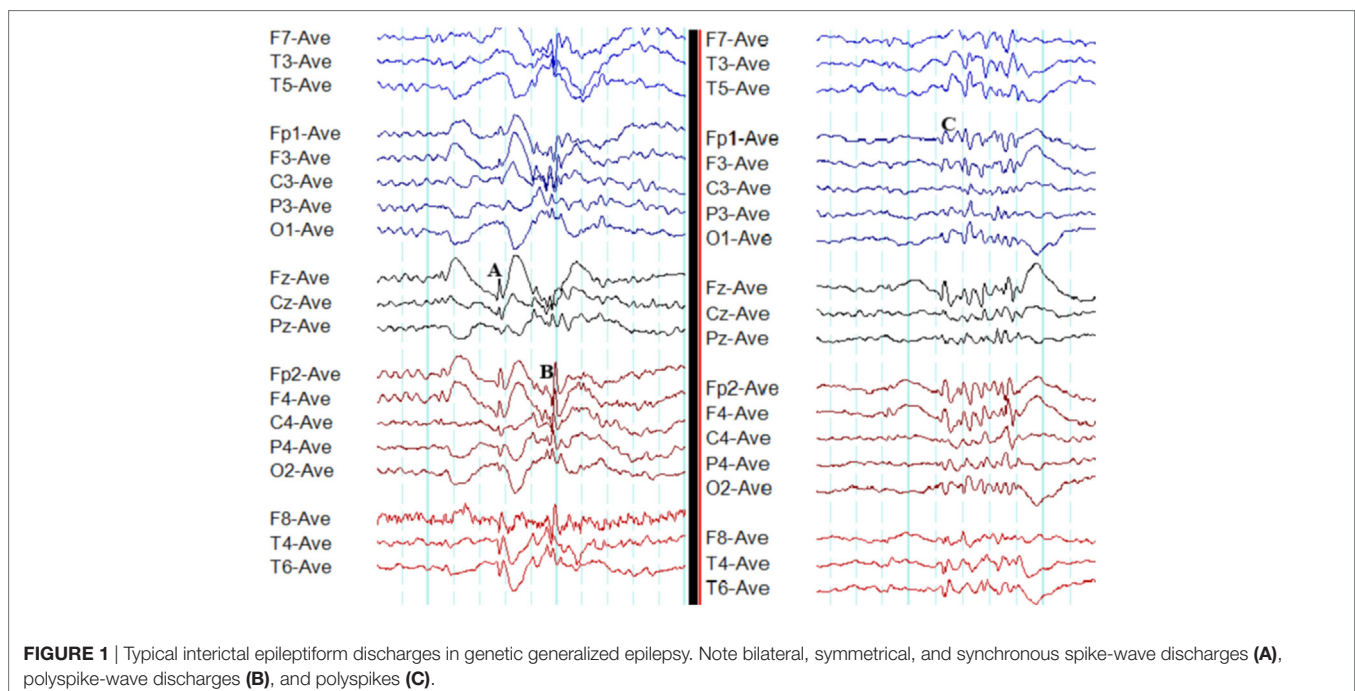 F7-Ave
T3-Ave
T5-Ave
Fp1-Ave
F3-Ave
C3-Ave
P3-Ave
O1-Ave
Fz-Ave
A
Cz-Ave
Pz-Ave
Fp2-Ave
B
F4-Ave
C4-Ave
P4-Ave
O2-Ave
F8-Ave
T4-Ave
T6-Ave
F7-Ave
T3-Ave
T5-Ave
C
Fp1-Ave
F3-Ave
C3-Ave
P3-Ave
O1-Ave
Fz-Ave
Cz-Ave
Pz-Ave
Fp2-Ave
F4-Ave
C4-Ave
P4-Ave
O2-Ave
F8-Ave
T4-Ave
T6-Ave
FIGURE 1 | Typical interictal epileptiform discharges in genetic generalized epilepsy. Note bilateral, symmetrical, and synchronous spike-wave discharges (A),
polyspike-wave discharges (B), and polyspikes (C).